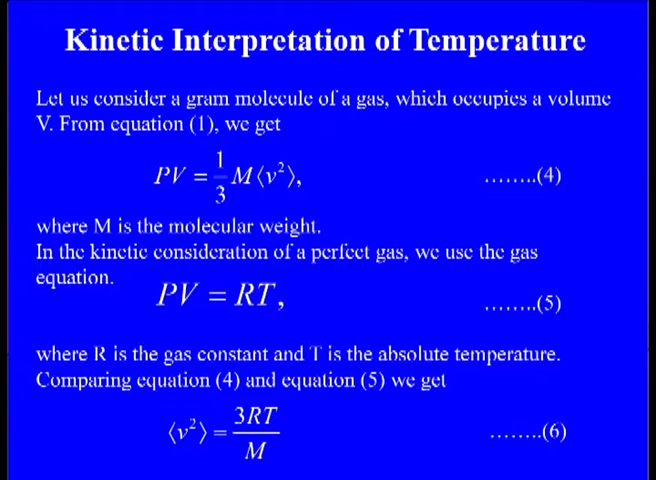 Kinetic Interpretation of Temperature
Let us consider a gram molecule of a gas, which occupies a volume
V. From equation (1), we get
PV = \frac{1}{3} M⟨v²⟩, ........(4)
where M is the molecular weight.
In the kinetic consideration of a perfect gas, we use the gas
equation.
PV = RT, ........(5)
where R is the gas constant and T is the absolute temperature.
Comparing equation (4) and equation (5) we get
⟨v²⟩ = \frac{3RT}{M} ........(6)